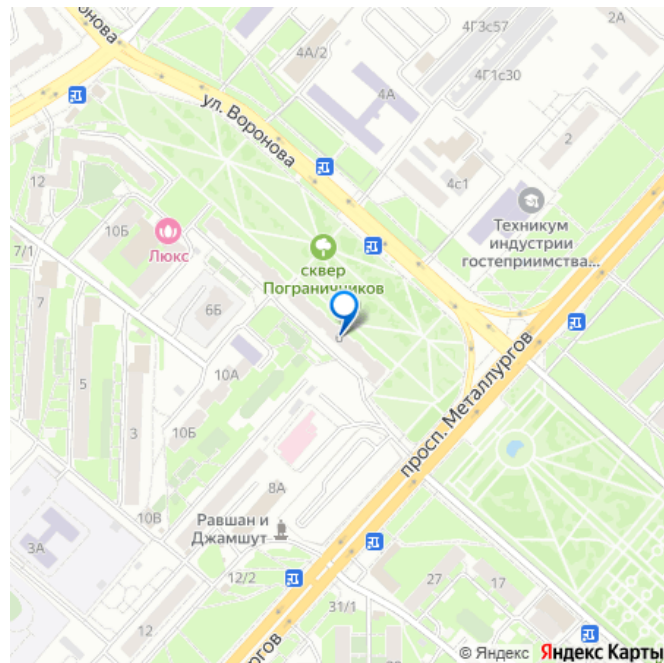 онова
2А
4Г3с57
4А/2
4Г1с30
4А
ул. Воронова
2
12
4с1
Техникум
индустрии
гостеприимства...
10Б
Люкс
7/1
сквер
Пограничников
6Б
7
10А
5
просп. Металлургов
3
10Б
8А
10В
Равшан и
Джамшут
3А
12/2
27
17
31/1
12
ргов
© Яндекс Яндекс Карты